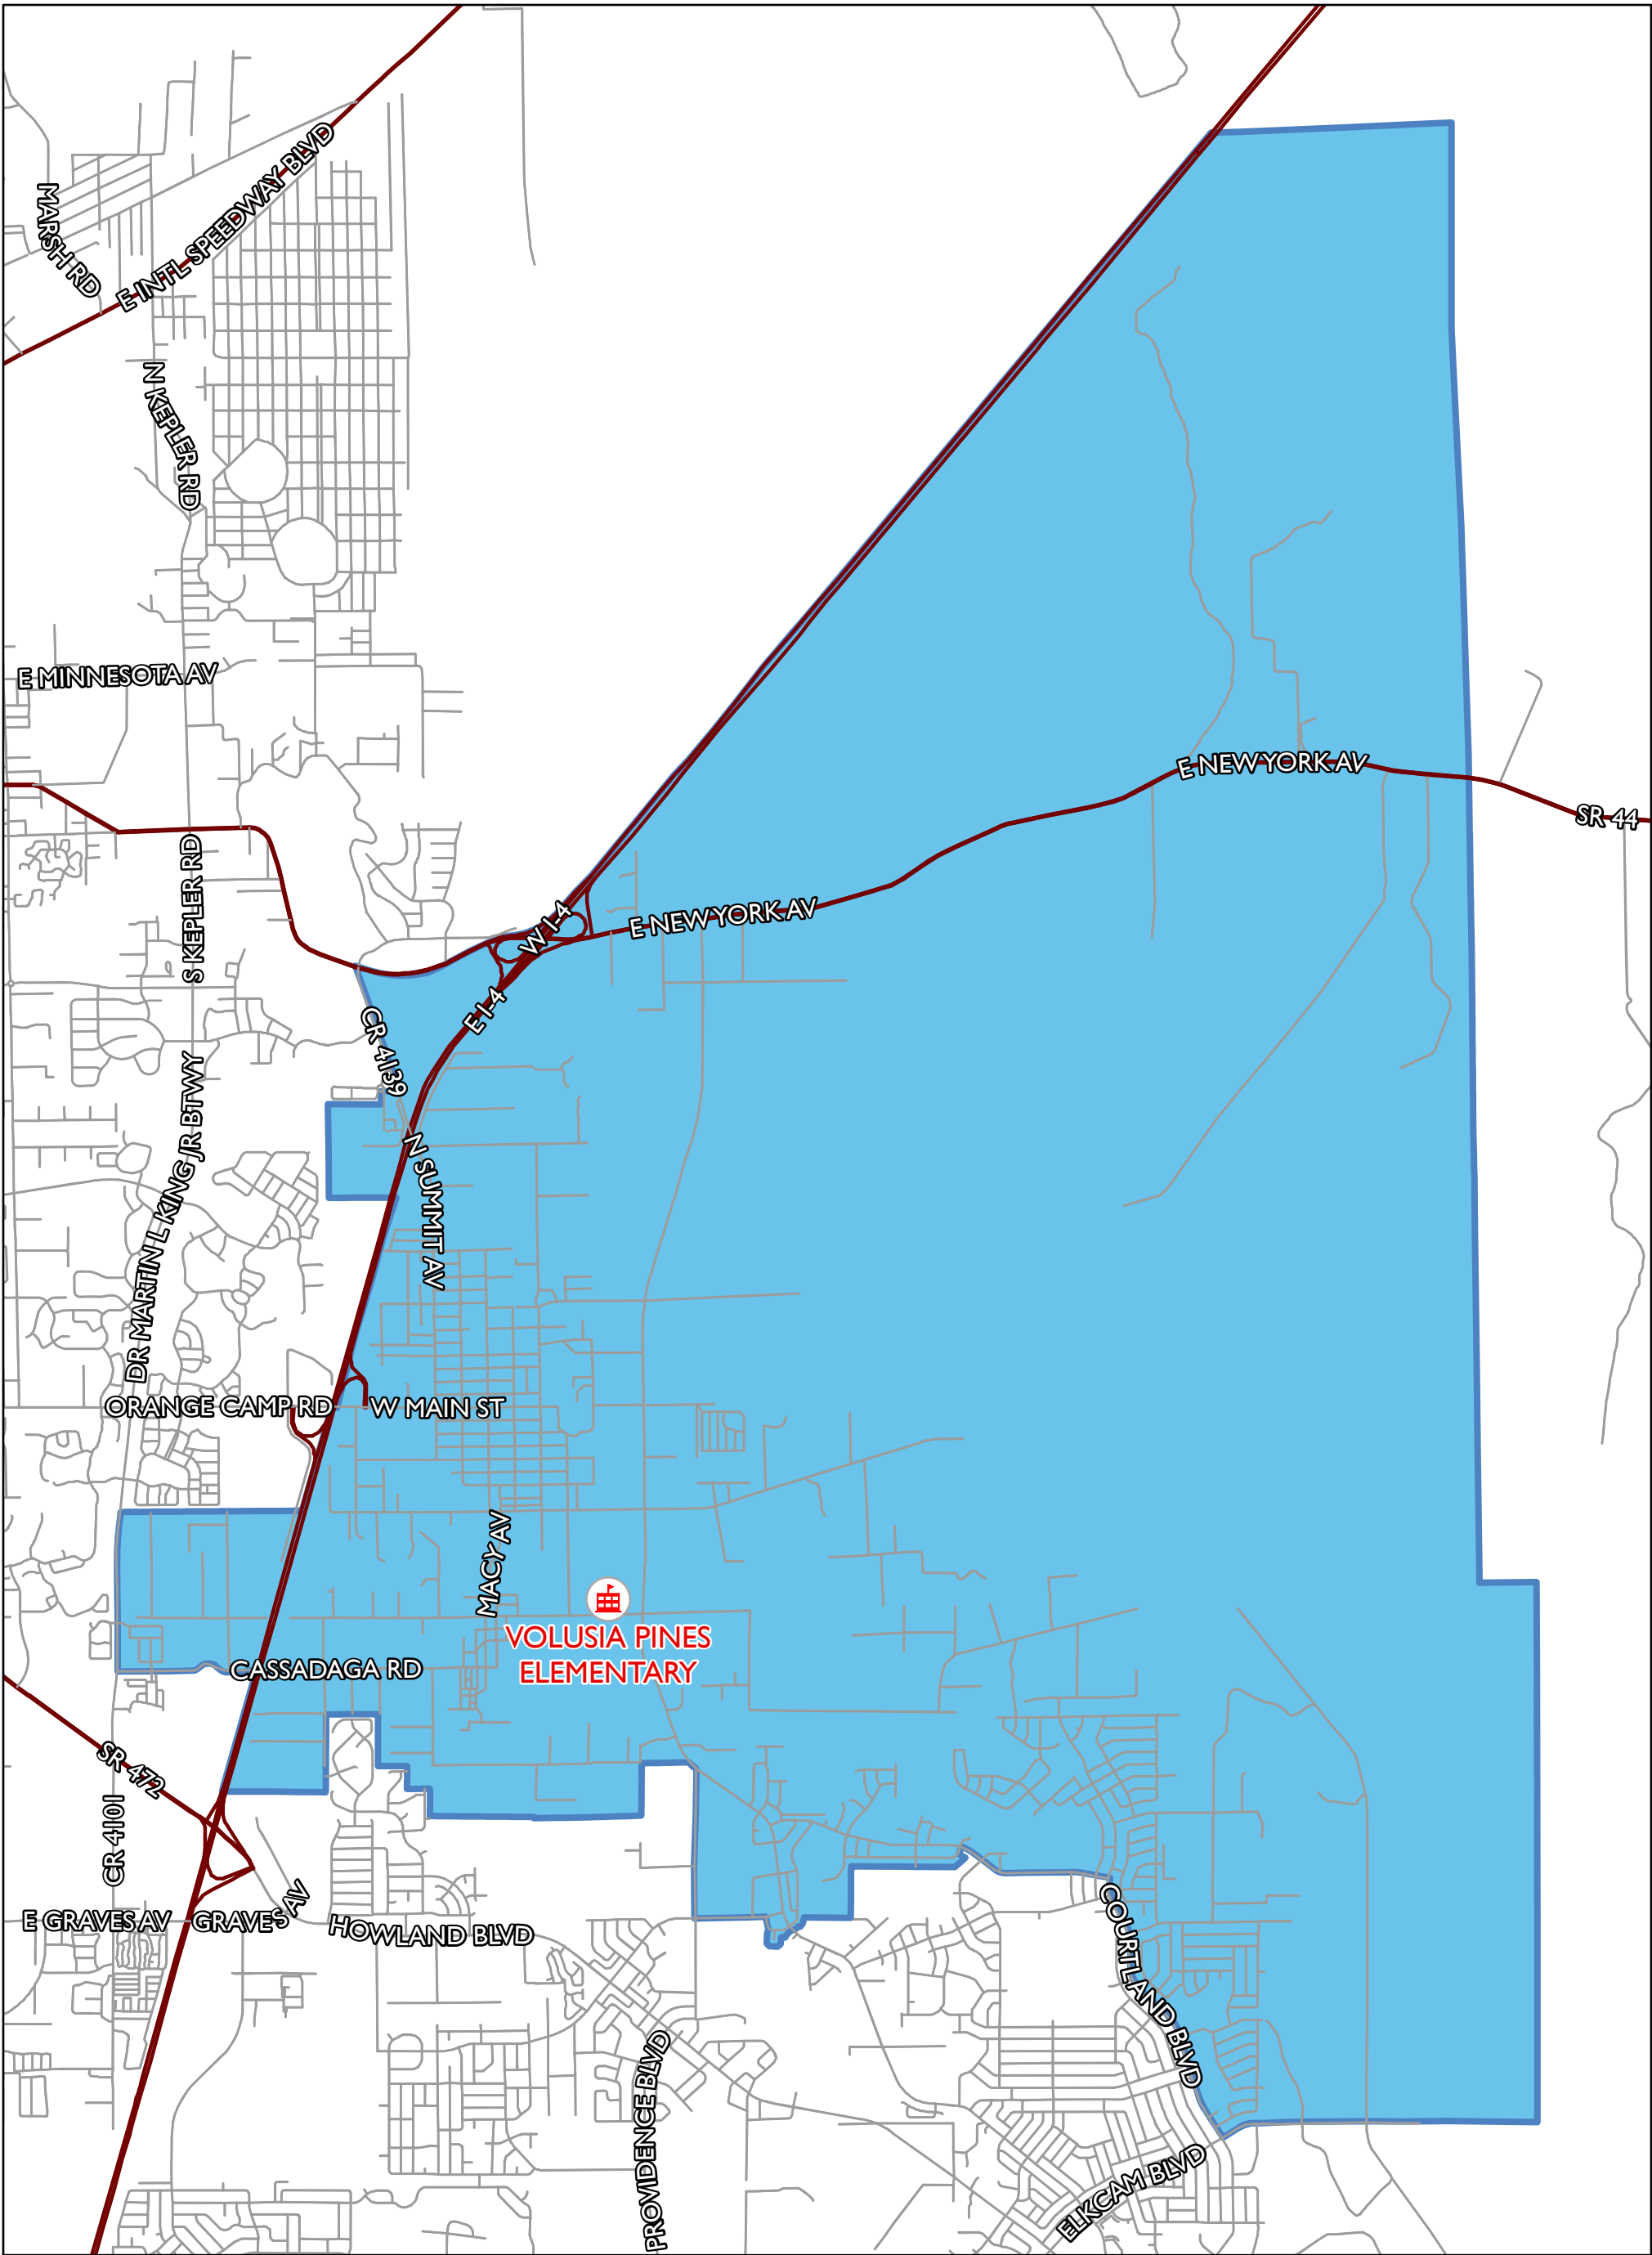 E INTL SPEEDWAY BLVD
MARSH RD
N KEPLER RD
E MINNESOTA AV
E NEW YORK AV
SR 44
S KEPLER RD
W I-4
E NEW YORK AV
E I-4
CR 4139
DR MARTIN L KING JR BTWY
N SUMMIT AV
ORANGE CAMP RD
W MAIN ST
MACY AV
VOLUSIA PINES
ELEMENTARY
CASSADAGA RD
SR 472
CR 4101
E GRAVES AV
GRAVES AV
HOWLAND BLVD
COURTLAND BLVD
PROVIDENCE BLVD
ELKCAM BLVD